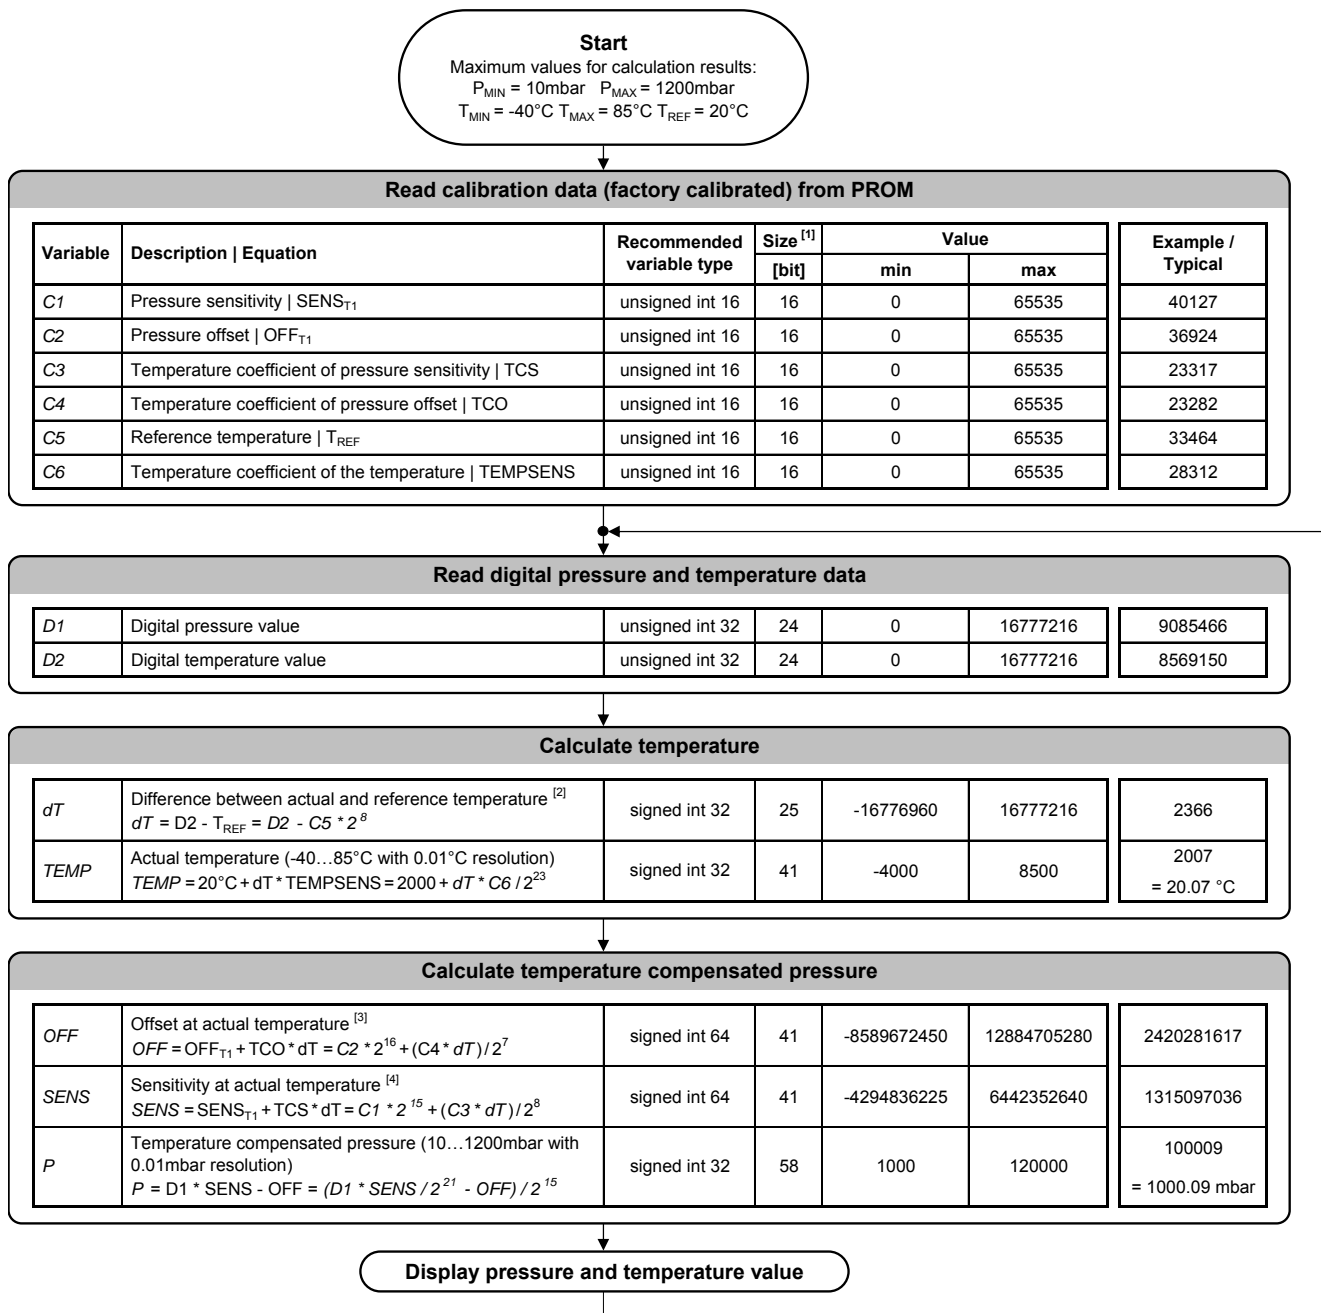 Start
Maximum values for calculation results:
P_MIN = 10mbar P_MAX = 1200mbar
T_MIN = -40°C T_MAX = 85°C T_REF = 20°C
Read calibration data (factory calibrated) from PROM
Variable Description | Equation Recommended variable type Size [1] [bit] Value min max Example / Typical
C1 Pressure sensitivity | SENS_T1 unsigned int 16 16 0 65535 40127
C2 Pressure offset | OFF_T1 unsigned int 16 16 0 65535 36924
C3 Temperature coefficient of pressure sensitivity | TCS unsigned int 16 16 0 65535 23317
C4 Temperature coefficient of pressure offset | TCO unsigned int 16 16 0 65535 23282
C5 Reference temperature | T_REF unsigned int 16 16 0 65535 33464
C6 Temperature coefficient of the temperature | TEMPSENS unsigned int 16 16 0 65535 28312
Read digital pressure and temperature data
D1 Digital pressure value unsigned int 32 24 0 16777216 9085466
D2 Digital temperature value unsigned int 32 24 0 16777216 8569150
Calculate temperature
dT Difference between actual and reference temperature [2] signed int 32 25 -16776960 16777216 2366
dT = D2 - T_REF = D2 - C5 * 2^8
TEMP Actual temperature (-40…85°C with 0.01°C resolution) signed int 32 41 -4000 8500 2007
TEMP = 20°C + dT * TEMPSENS = 2000 + dT * C6 / 2^23 = 20.07 °C
Calculate temperature compensated pressure
OFF Offset at actual temperature [3] signed int 64 41 -8589672450 12884705280 2420281617
OFF = OFF_T1 + TCO * dT = C2 * 2^16 + (C4 * dT) / 2^7
SENS Sensitivity at actual temperature [4] signed int 64 41 -4294836225 6442352640 1315097036
SENS = SENS_T1 + TCS * dT = C1 * 2^15 + (C3 * dT) / 2^8
P Temperature compensated pressure (10…1200mbar with
0.01mbar resolution) signed int 32 58 1000 120000 100009
P = D1 * SENS - OFF = (D1 * SENS / 2^21 - OFF) / 2^15 = 1000.09 mbar
Display pressure and temperature value